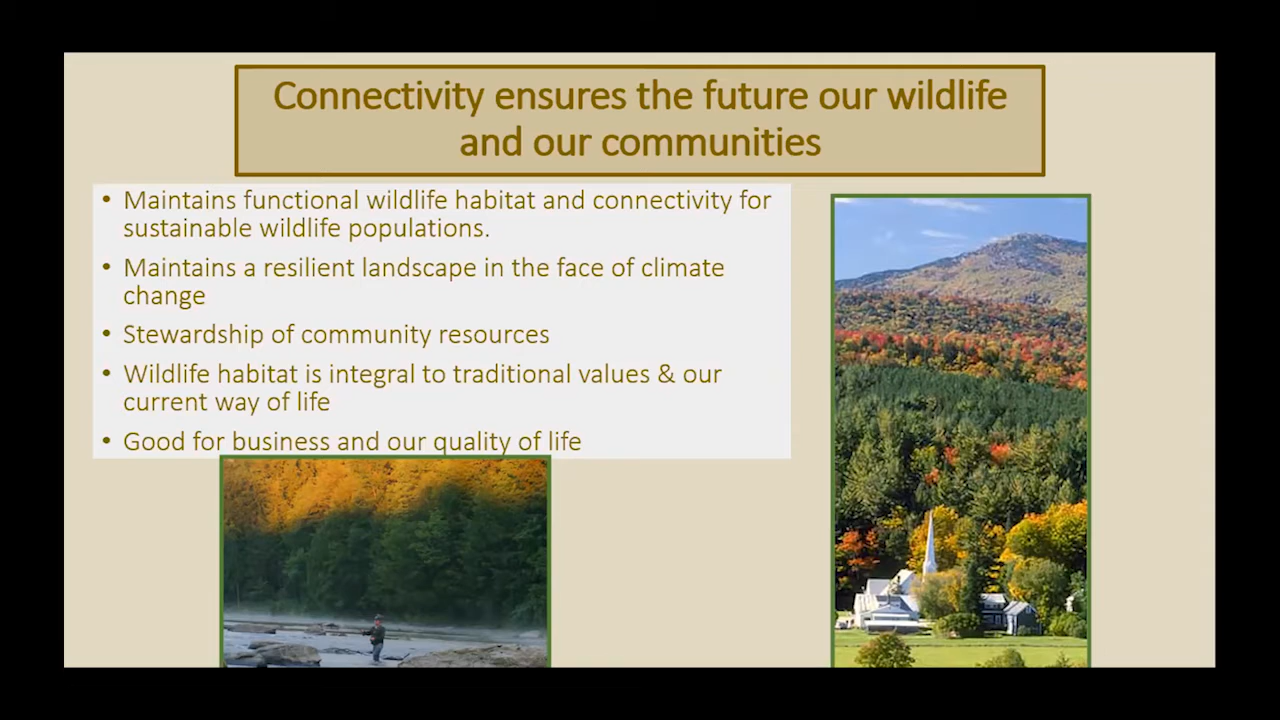 Connectivity ensures the future our wildlife
and our communities
• Maintains functional wildlife habitat and connectivity for
sustainable wildlife populations.
• Maintains a resilient landscape in the face of climate
change
• Stewardship of community resources
• Wildlife habitat is integral to traditional values & our
current way of life
• Good for business and our quality of life